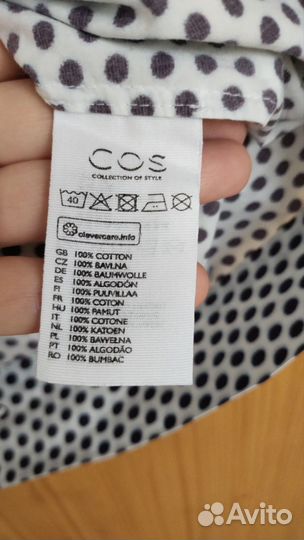 COS
COLLECTION OF STYLE
40
clevercare.info
GB 100% COTTON
CZ 100% BAVLNA
DE 100% BAUMWOLLE
ES 100% ALGODÓN
FI 100% PUUVILLAA
FR 100% COTON
HU 100% PAMUT
IT 100% COTONE
NL 100% KATOEN
PL 100% BAWEŁNA
PT 100% ALGODÃO
RO 100% BUMBAC
Avito